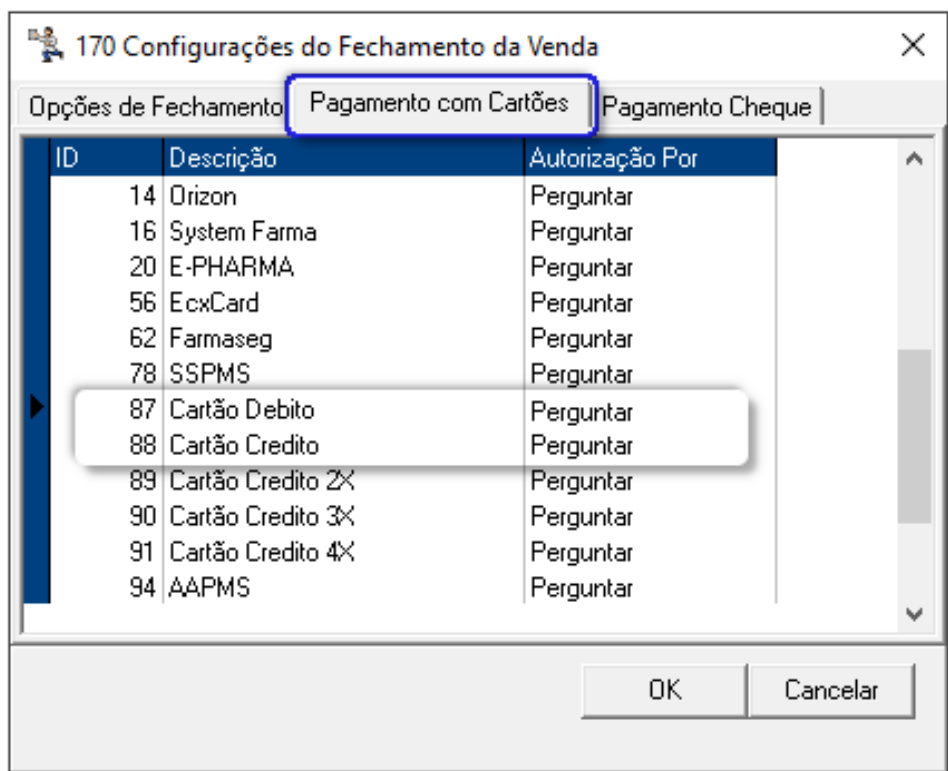 170 Configurações do Fechamento da Venda
Opções de Fechamento Pagamento com Cartões Pagamento Cheque
ID Descrição Autorização Por
14 Orizon Perguntar
16 System Farma Perguntar
20 E-PHARMA Perguntar
56 EcxCard Perguntar
62 Farmaseg Perguntar
78 SSPMS Perguntar
87 Cartão Debito Perguntar
88 Cartão Credito Perguntar
89 Cartão Credito 2X Perguntar
90 Cartão Credito 3X Perguntar
91 Cartão Credito 4X Perguntar
94 AAPMS Perguntar
OK Cancelar